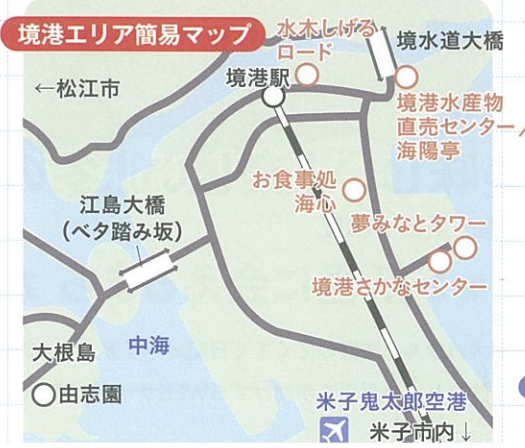 境港エリア簡易マップ
水木しげる
ロード
境水道大橋
←松江市
境港駅
境港水産物
直売センター/
海陽亭
お食事処
海心
江島大橋
（ベタ踏み坂）
夢みなとタワー
境港さかなセンター
大根島
中海
由志園
米子鬼太郎空港
米子市内↓